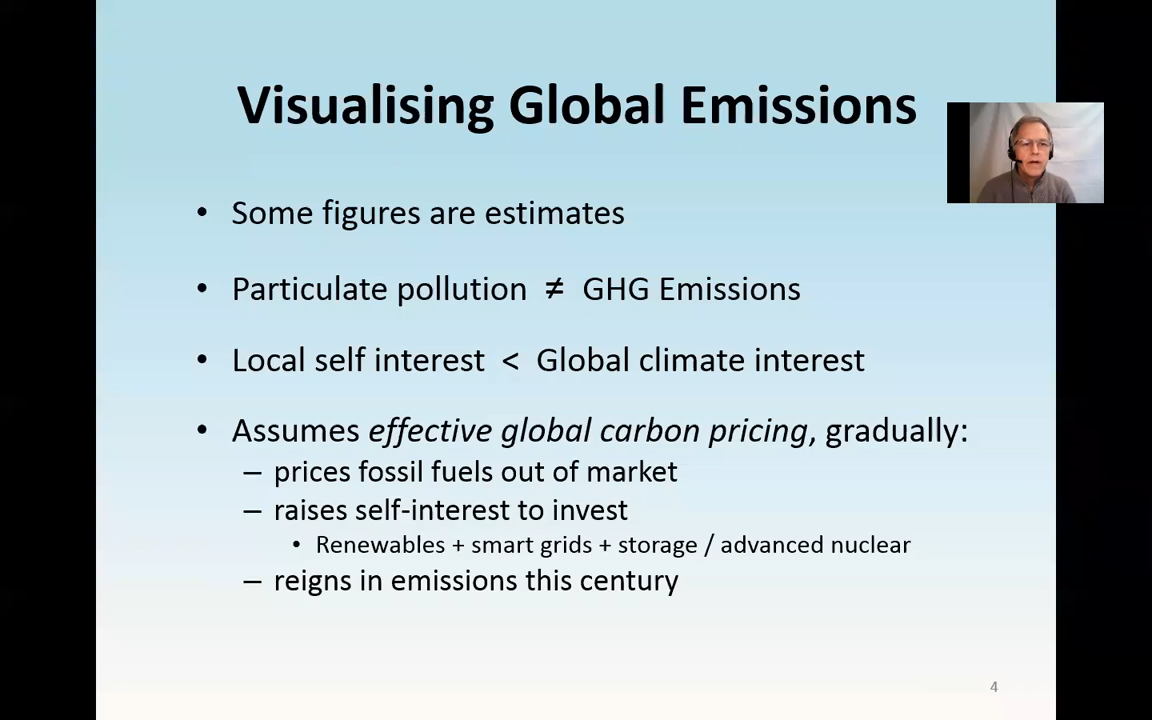 Visualising Global Emissions
• Some figures are estimates
• Particulate pollution ≠ GHG Emissions
• Local self interest < Global climate interest
• Assumes effective global carbon pricing, gradually:
– prices fossil fuels out of market
– raises self-interest to invest
• Renewables + smart grids + storage / advanced nuclear
– reigns in emissions this century
4